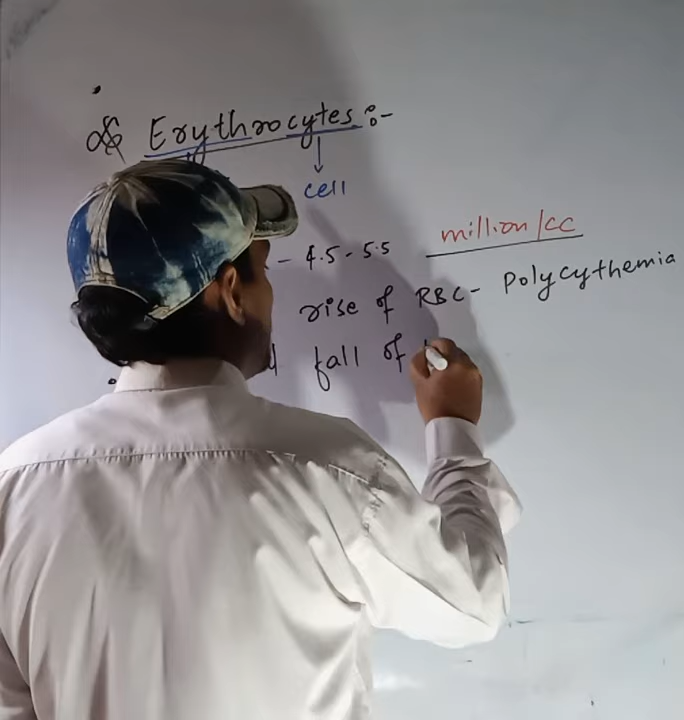 Erythrocytes :-
cell
- 4.5 - 5.5 million/cc
rise of RBC - Polycythemia
fall of